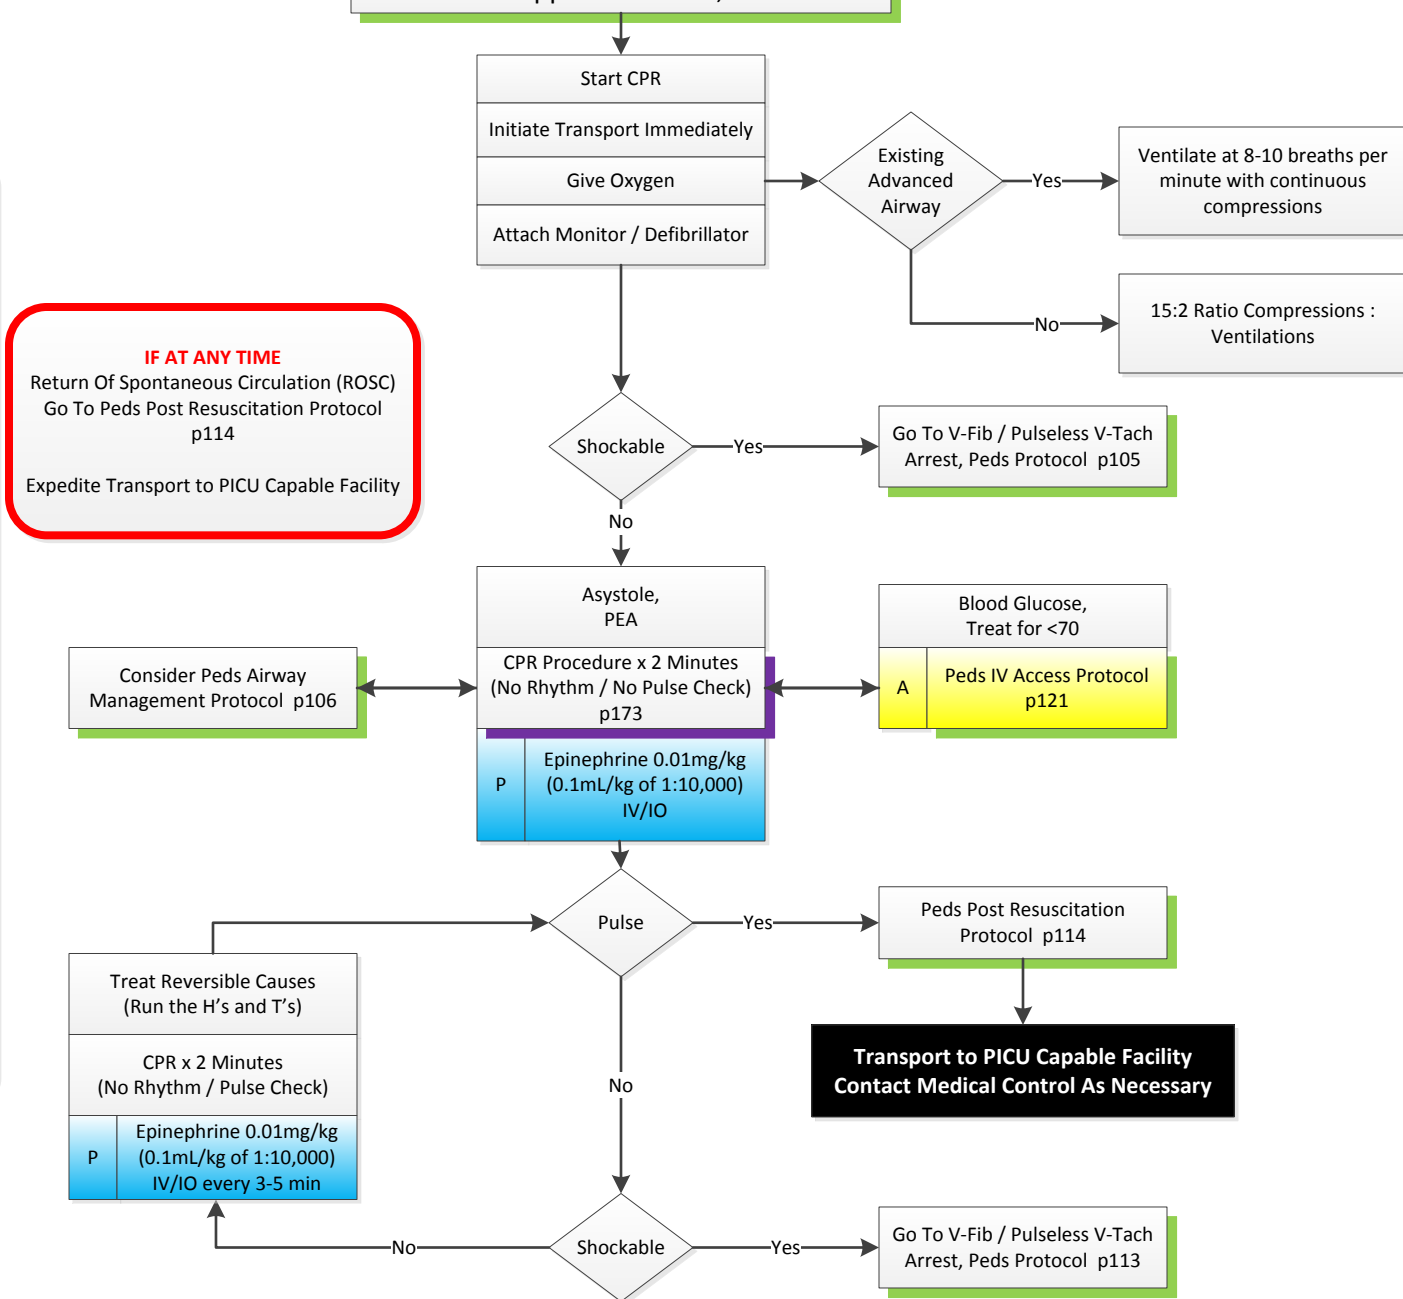 Start CPR
Initiate Transport Immediately
Give Oxygen
Attach Monitor / Defibrillator
Existing
Advanced
Airway
Yes
Ventilate at 8-10 breaths per
minute with continuous
compressions
No
15:2 Ratio Compressions :
Ventilations
IF AT ANY TIME
Return Of Spontaneous Circulation (ROSC)
Go To Peds Post Resuscitation Protocol
p114
Expedite Transport to PICU Capable Facility
Shockable
Yes
Go To V-Fib / Pulseless V-Tach
Arrest, Peds Protocol p105
No
Asystole,
PEA
CPR Procedure x 2 Minutes
(No Rhythm / No Pulse Check)
p173
P
Epinephrine 0.01mg/kg
(0.1mL/kg of 1:10,000)
IV/IO
Consider Peds Airway
Management Protocol p106
Blood Glucose,
Treat for <70
A
Peds IV Access Protocol
p121
Pulse
Yes
Peds Post Resuscitation
Protocol p114
Transport to PICU Capable Facility
Contact Medical Control As Necessary
No
Treat Reversible Causes
(Run the H's and T's)
CPR x 2 Minutes
(No Rhythm / Pulse Check)
P
Epinephrine 0.01mg/kg
(0.1mL/kg of 1:10,000)
IV/IO every 3-5 min
Shockable
No
Yes
Go To V-Fib / Pulseless V-Tach
Arrest, Peds Protocol p113